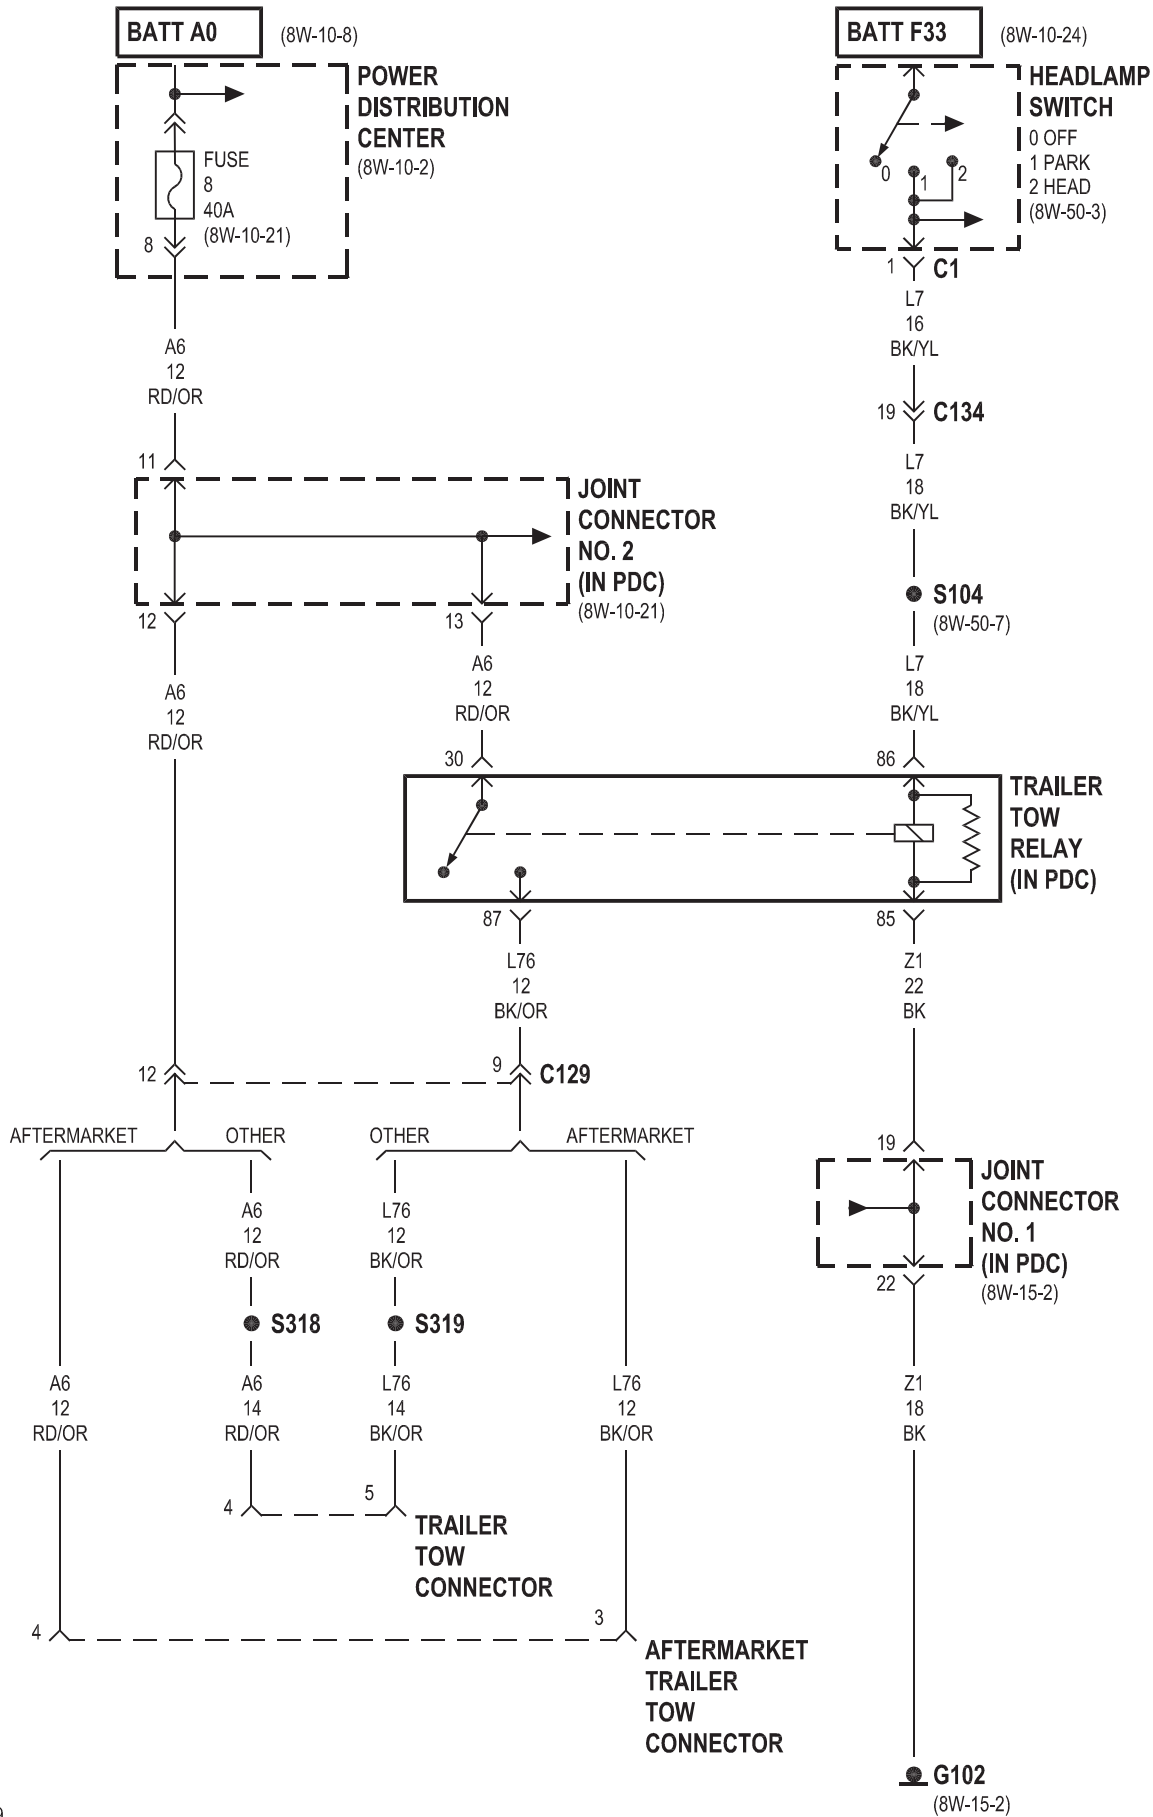 BATT A0 (8W-10-8)
BATT F33 (8W-10-24)
POWER
DISTRIBUTION
CENTER
(8W-10-2)
FUSE
8
40A
(8W-10-21)
8
HEADLAMP
SWITCH
0 OFF
1 PARK
2 HEAD
(8W-50-3)
0
1
2
1 C1
L7
16
BK/YL
A6
12
RD/OR
19 C134
L7
18
BK/YL
11
JOINT
CONNECTOR
NO. 2
(IN PDC)
(8W-10-21)
12
13
S104
(8W-50-7)
A6
12
RD/OR
A6
12
RD/OR
L7
18
BK/YL
30
86
TRAILER
TOW
RELAY
(IN PDC)
87
85
L76
12
BK/OR
Z1
22
BK
12
9 C129
AFTERMARKET OTHER
OTHER AFTERMARKET
19
JOINT
CONNECTOR
NO. 1
(IN PDC)
(8W-15-2)
22
A6
12
RD/OR
L76
12
BK/OR
S318
S319
A6
12
RD/OR
A6
14
RD/OR
L76
14
BK/OR
L76
12
BK/OR
Z1
18
BK
4
5
TRAILER
TOW
CONNECTOR
4
3
AFTERMARKET
TRAILER
TOW
CONNECTOR
G102
(8W-15-2)